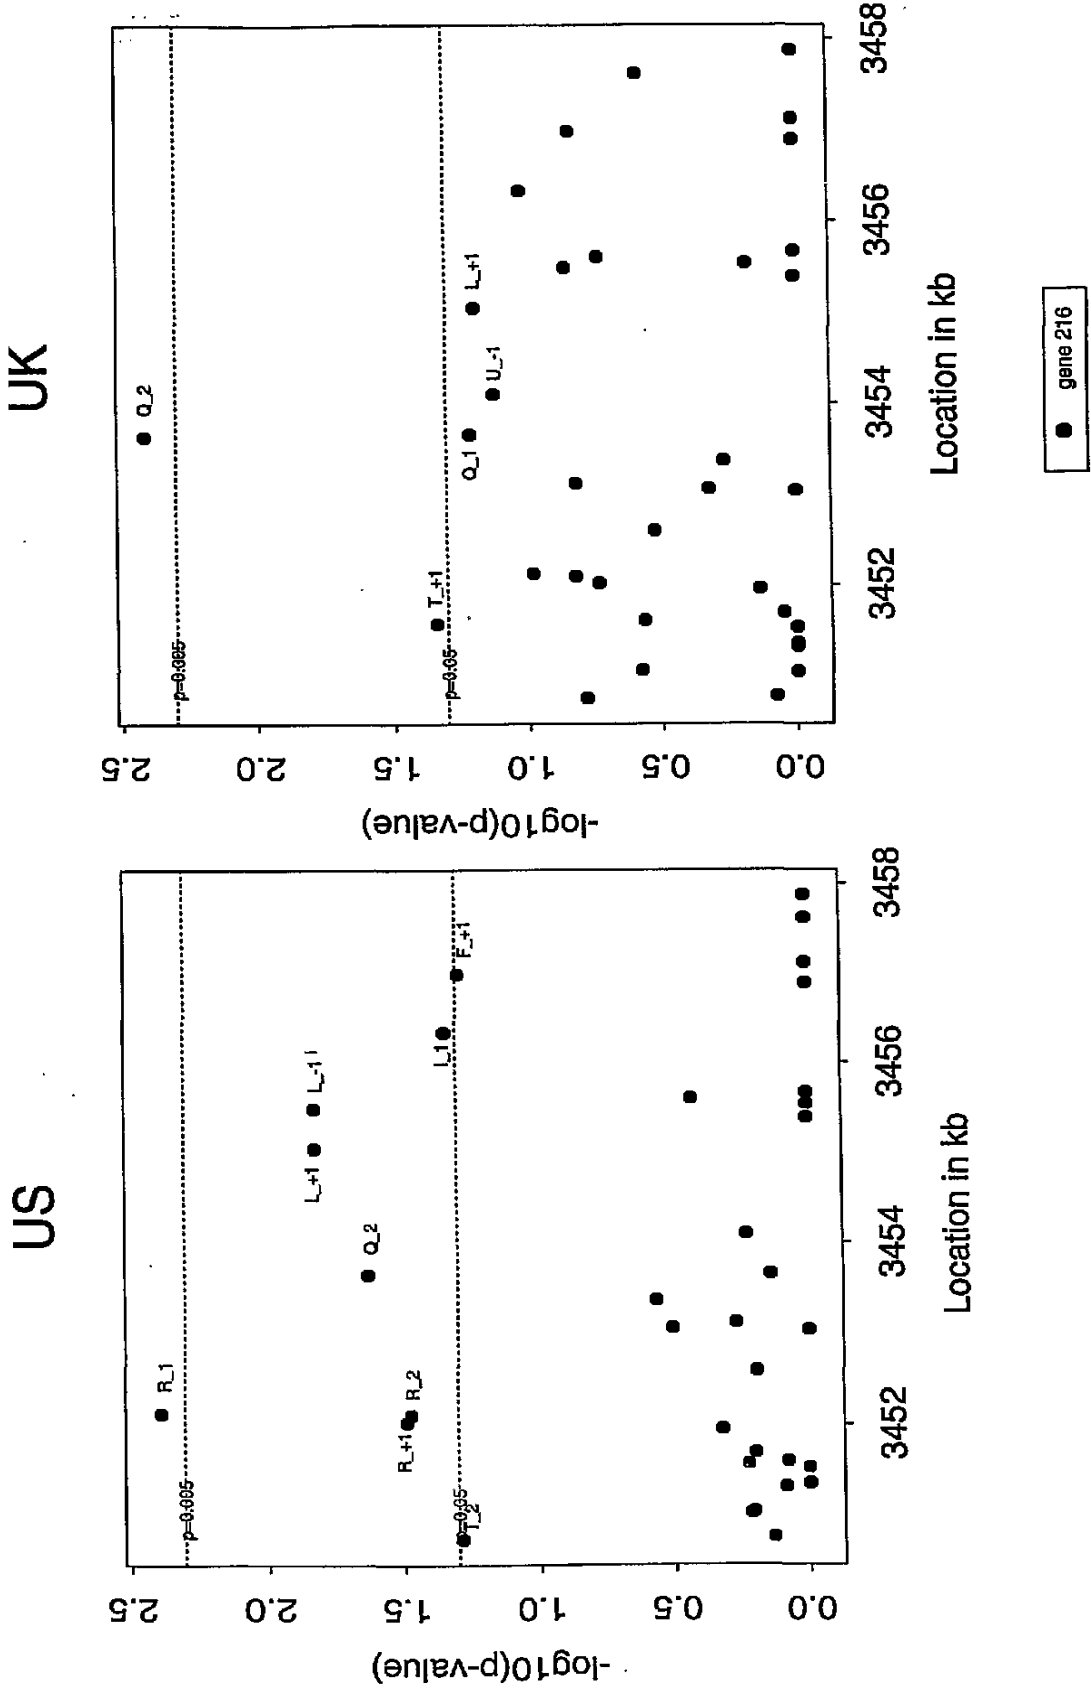 US
-log10(p-value)
2.5
2.0
1.5
1.0
0.5
0.0
p=0.005
p=0.05
R_1
R_+1
R_2
T_2
Q_2
L_+1
L_-1
I_1
F_+1
3452
3454
3456
3458
Location in kb
UK
-log10(p-value)
2.5
2.0
1.5
1.0
0.5
0.0
p=0.005
p=0.05
Q_2
T_+1
Q_1
U_-1
L_+1
3452
3454
3456
3458
Location in kb
gene 216